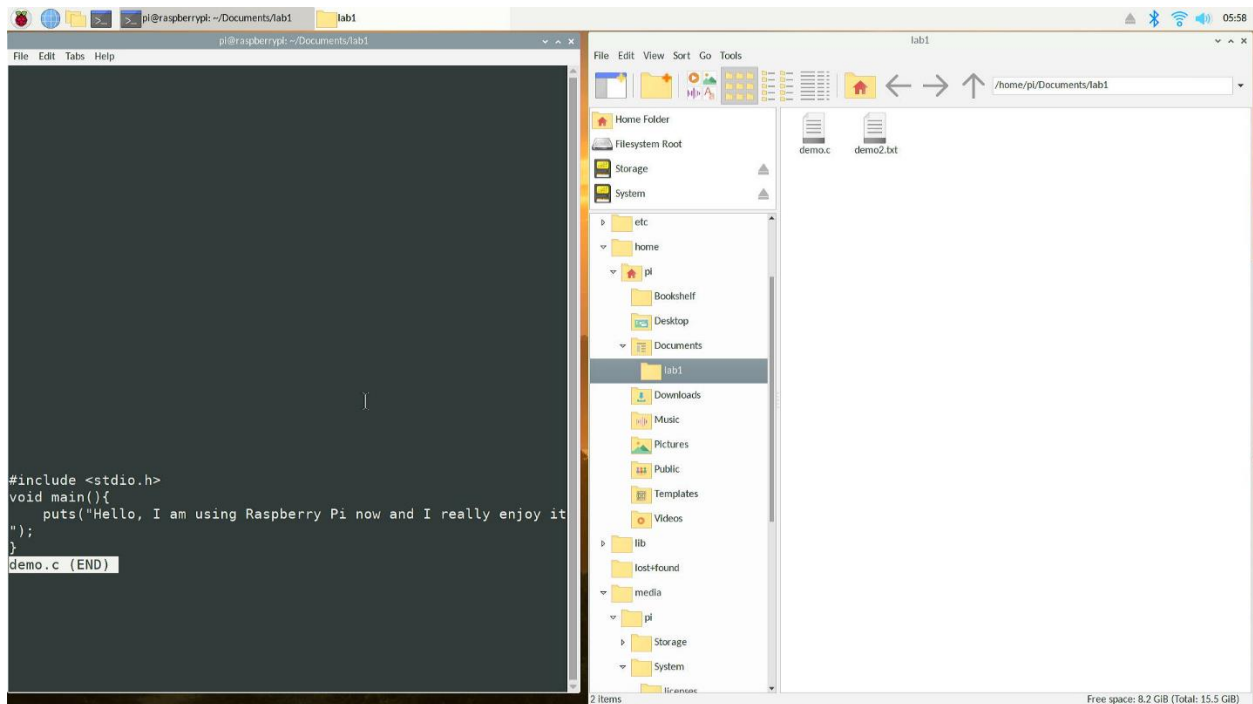 pi@raspberrypi: ~/Documents/lab1
lab1
05:58
pi@raspberrypi: ~/Documents/lab1
File Edit Tabs Help
#include <stdio.h>
void main(){
    puts("Hello, I am using Raspberry Pi now and I really enjoy it
");
}
demo.c (END)
lab1
File Edit View Sort Go Tools
/home/pi/Documents/lab1
Home Folder
Filesystem Root
Storage
System
etc
home
pi
Bookshelf
Desktop
Documents
lab1
Downloads
Music
Pictures
Public
Templates
Videos
lib
lost+found
media
pi
Storage
System
licenses
demo.c
demo2.txt
2 items
Free space: 8.2 GiB (Total: 15.5 GiB)